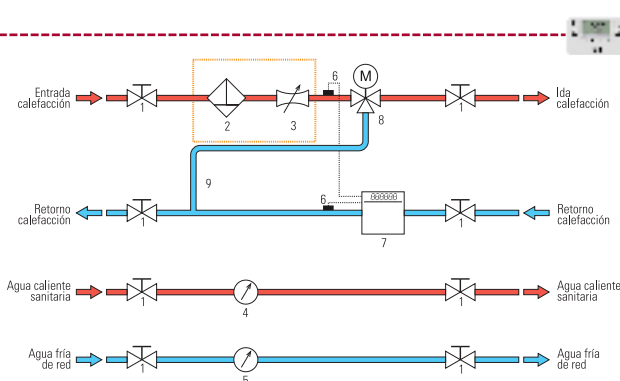 6
M
Entrada
calefacción
Ida
calefacción
1
2
3
8
1
9
6
888888
Retorno
calefacción
Retorno
calefacción
1
7
1
Agua caliente
sanitaria
Agua caliente
sanitaria
1
4
1
Agua fría
de red
Agua fría
de red
1
5
1